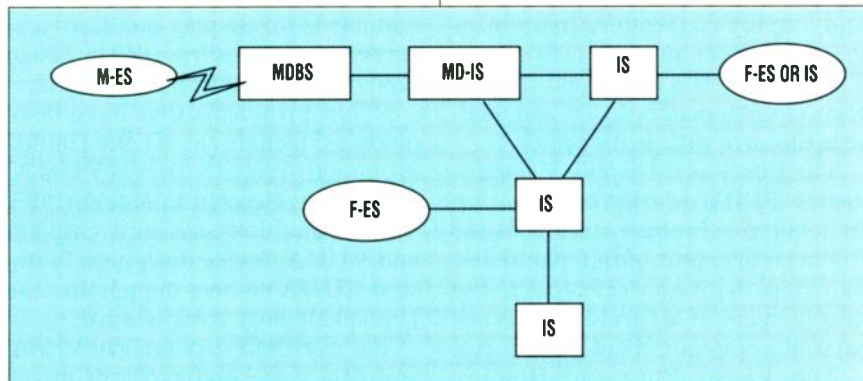 M-ES
MDBS
MD-IS
IS
F-ES OR IS
F-ES
IS
IS